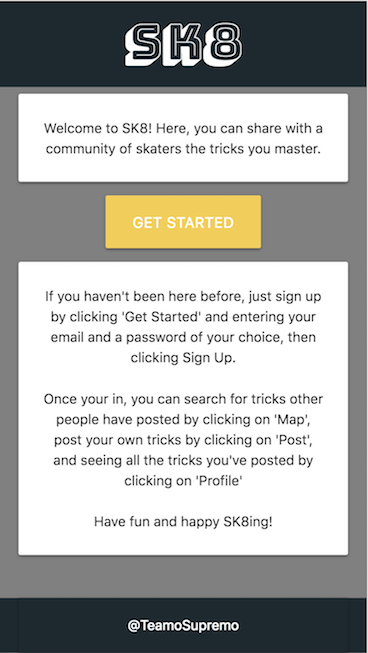 SK8
Welcome to SK8! Here, you can share with a
community of skaters the tricks you master.
GET STARTED
If you haven't been here before, just sign up
by clicking 'Get Started' and entering your
email and a password of your choice, then
clicking Sign Up.
Once your in, you can search for tricks other
people have posted by clicking on 'Map',
post your own tricks by clicking on 'Post',
and seeing all the tricks you've posted by
clicking on 'Profile'
Have fun and happy SK8ing!
@TeamoSupremo